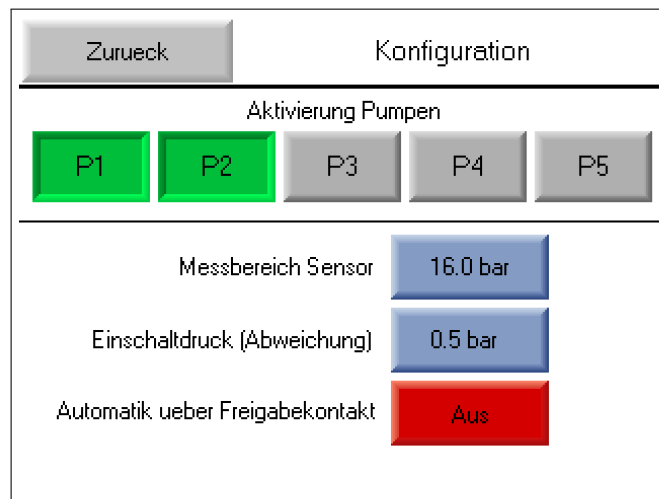 Zurueck
Konfiguration
Aktivierung Pumpen
P1 P2 P3 P4 P5
Messbereich Sensor 16.0 bar
Einschaltdruck (Abweichung) 0.5 bar
Automatik ueber Freigabekontakt Aus